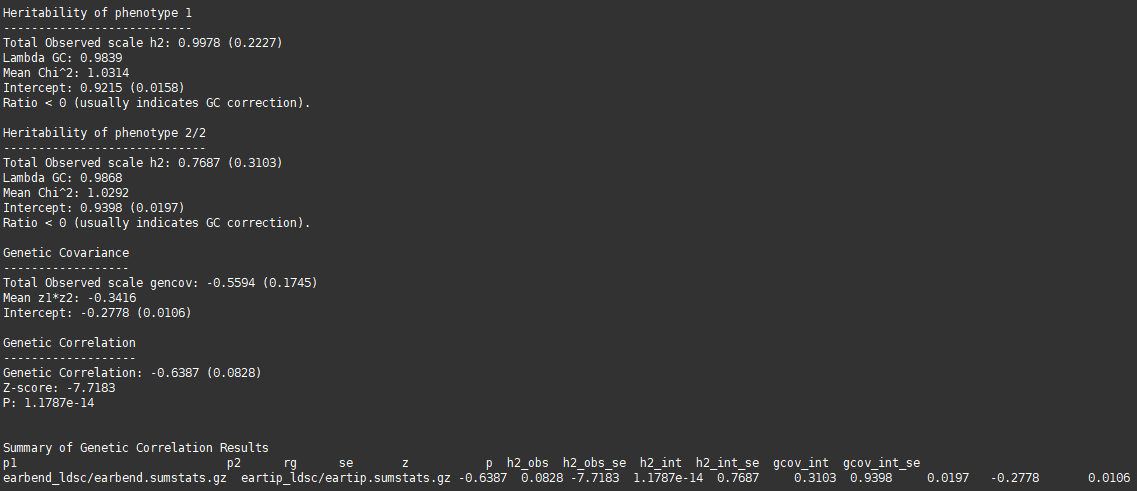 Heritability of phenotype 1
---------------------------
Total Observed scale h2: 0.9978 (0.2227)
Lambda GC: 0.9839
Mean Chi^2: 1.0314
Intercept: 0.9215 (0.0158)
Ratio < 0 (usually indicates GC correction).

Heritability of phenotype 2/2
-----------------------------
Total Observed scale h2: 0.7687 (0.3103)
Lambda GC: 0.9868
Mean Chi^2: 1.0292
Intercept: 0.9398 (0.0197)
Ratio < 0 (usually indicates GC correction).

Genetic Covariance
------------------
Total Observed scale gencov: -0.5594 (0.1745)
Mean z1*z2: -0.3416
Intercept: -0.2778 (0.0106)

Genetic Correlation
-------------------
Genetic Correlation: -0.6387 (0.0828)
Z-score: -7.7183
P: 1.1787e-14

Summary of Genetic Correlation Results
p1 p2 rg se z p h2_obs h2_obs_se h2_int h2_int_se gcov_int gcov_int_se
earbend_ldsc/earbend.sumstats.gz eartip_ldsc/eartip.sumstats.gz -0.6387 0.0828 -7.7183 1.1787e-14 0.7687 0.3103 0.9398 0.0197 -0.2778 0.0106